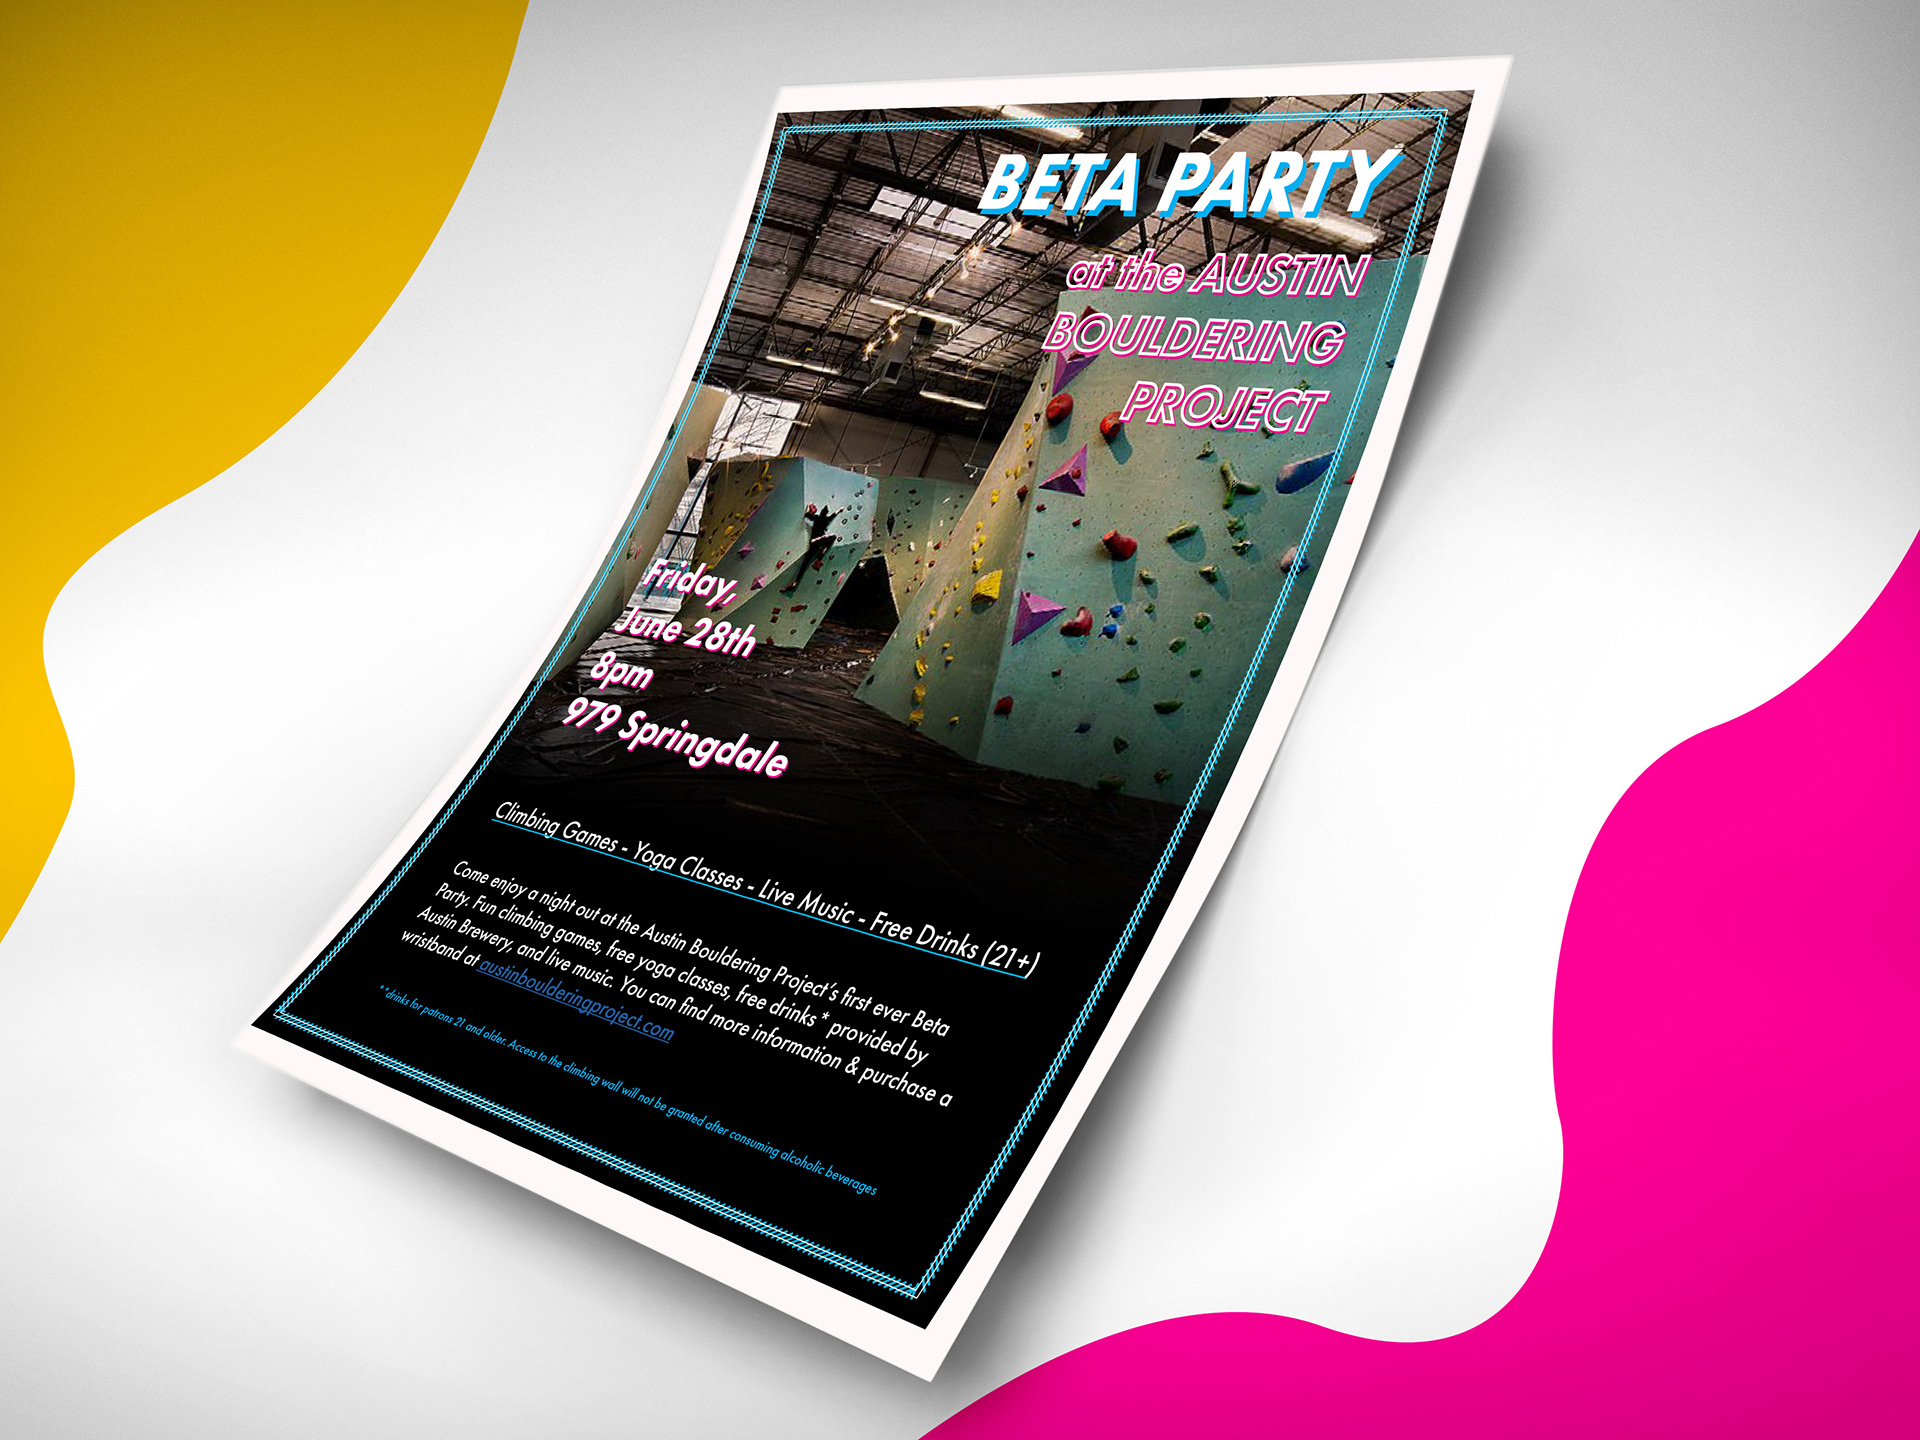 BETA PARTY
at the AUSTIN
BOULDERING
PROJECT
Friday,
June 28th
8pm
979 Springdale
Climbing Games - Yoga Classes - Live Music - Free Drinks (21+)
Come enjoy a night out at the Austin Bouldering Project's first ever Beta
Party. Fun climbing games, free yoga classes, free drinks * provided by
Austin Brewery, and live music. You can find more information & purchase a
wristband at austinboulderingproject.com
**drinks for patrons 21 and older. Access to the climbing wall will not be granted after consuming alcoholic beverages